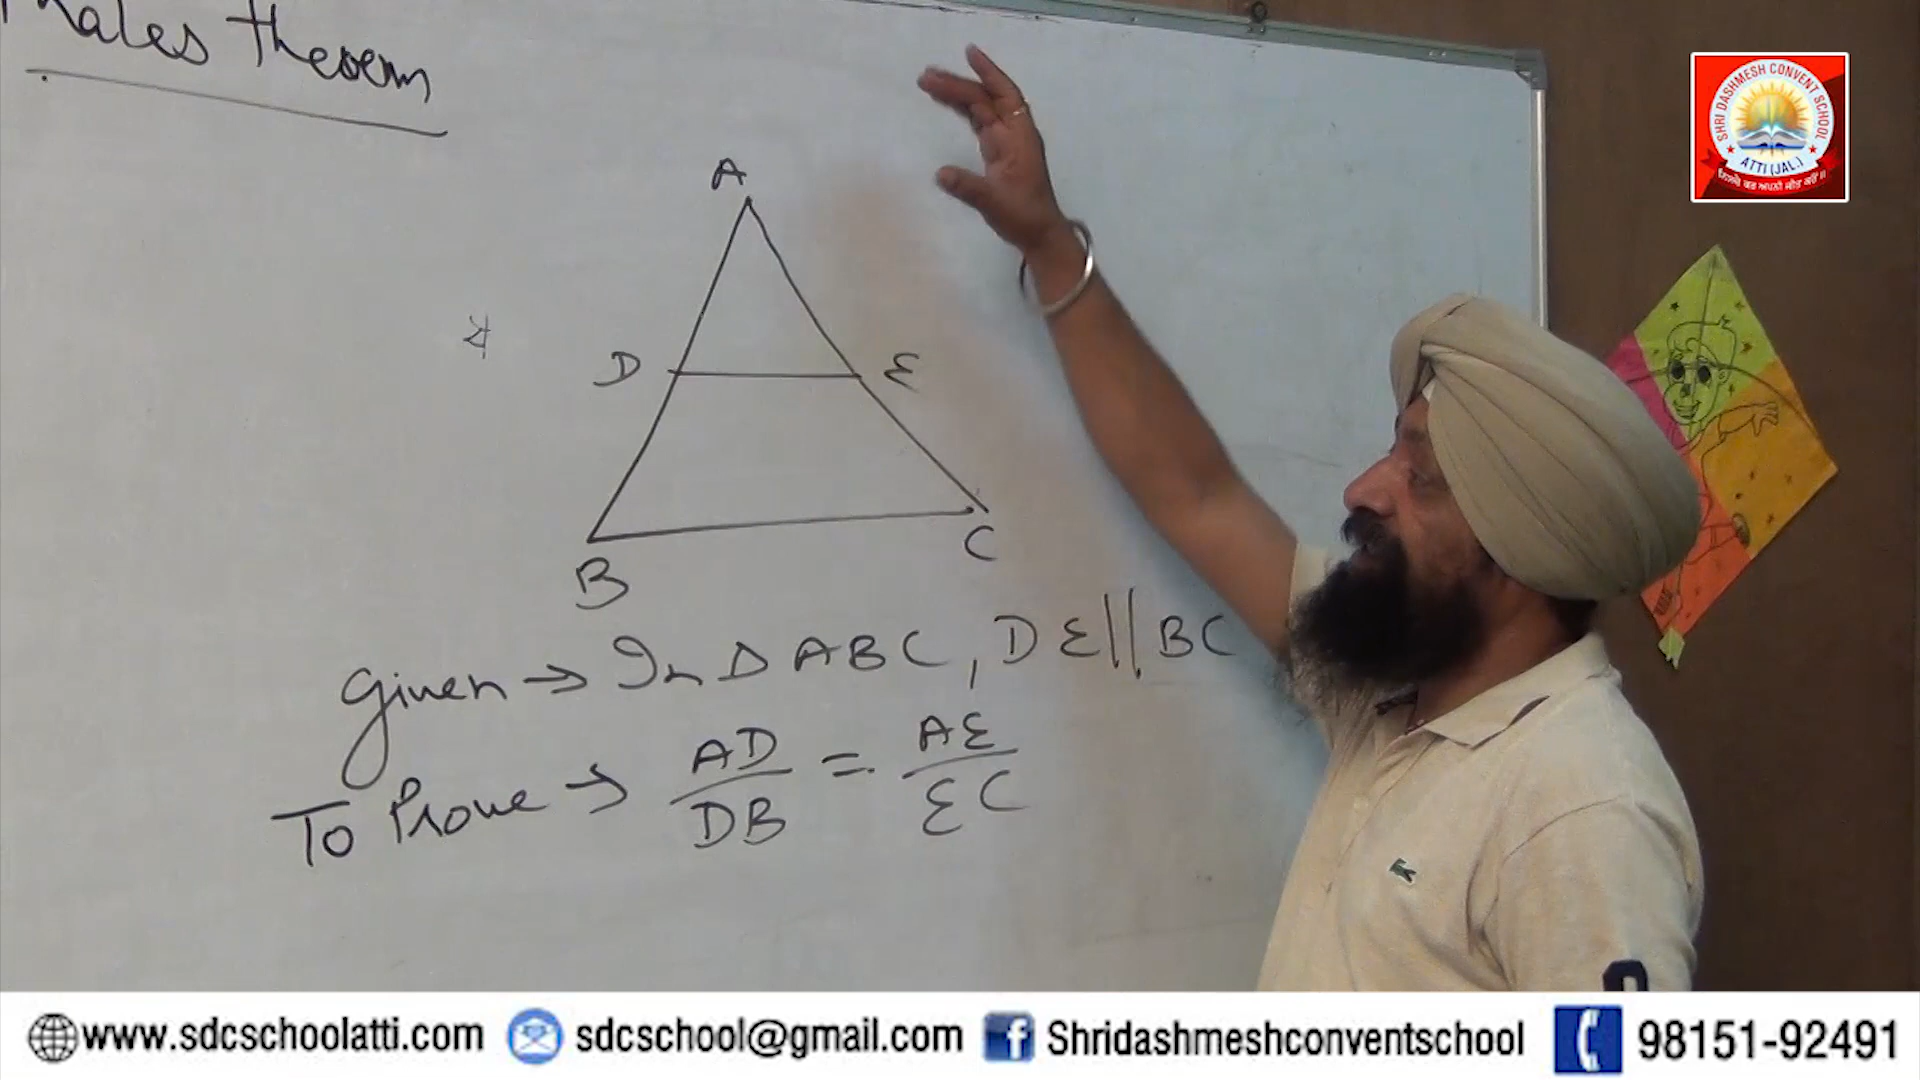 Thales theorem
A
D E
B C
Given → In Δ ABC, DE||BC
To Prove → AD/DB = AE/EC
SHRI DASHMESH CONVENT SCHOOL
ATTI (JAL.)
www.sdcschoolatti.com sdcschool@gmail.com Shridashmeshconventschool 98151-92491